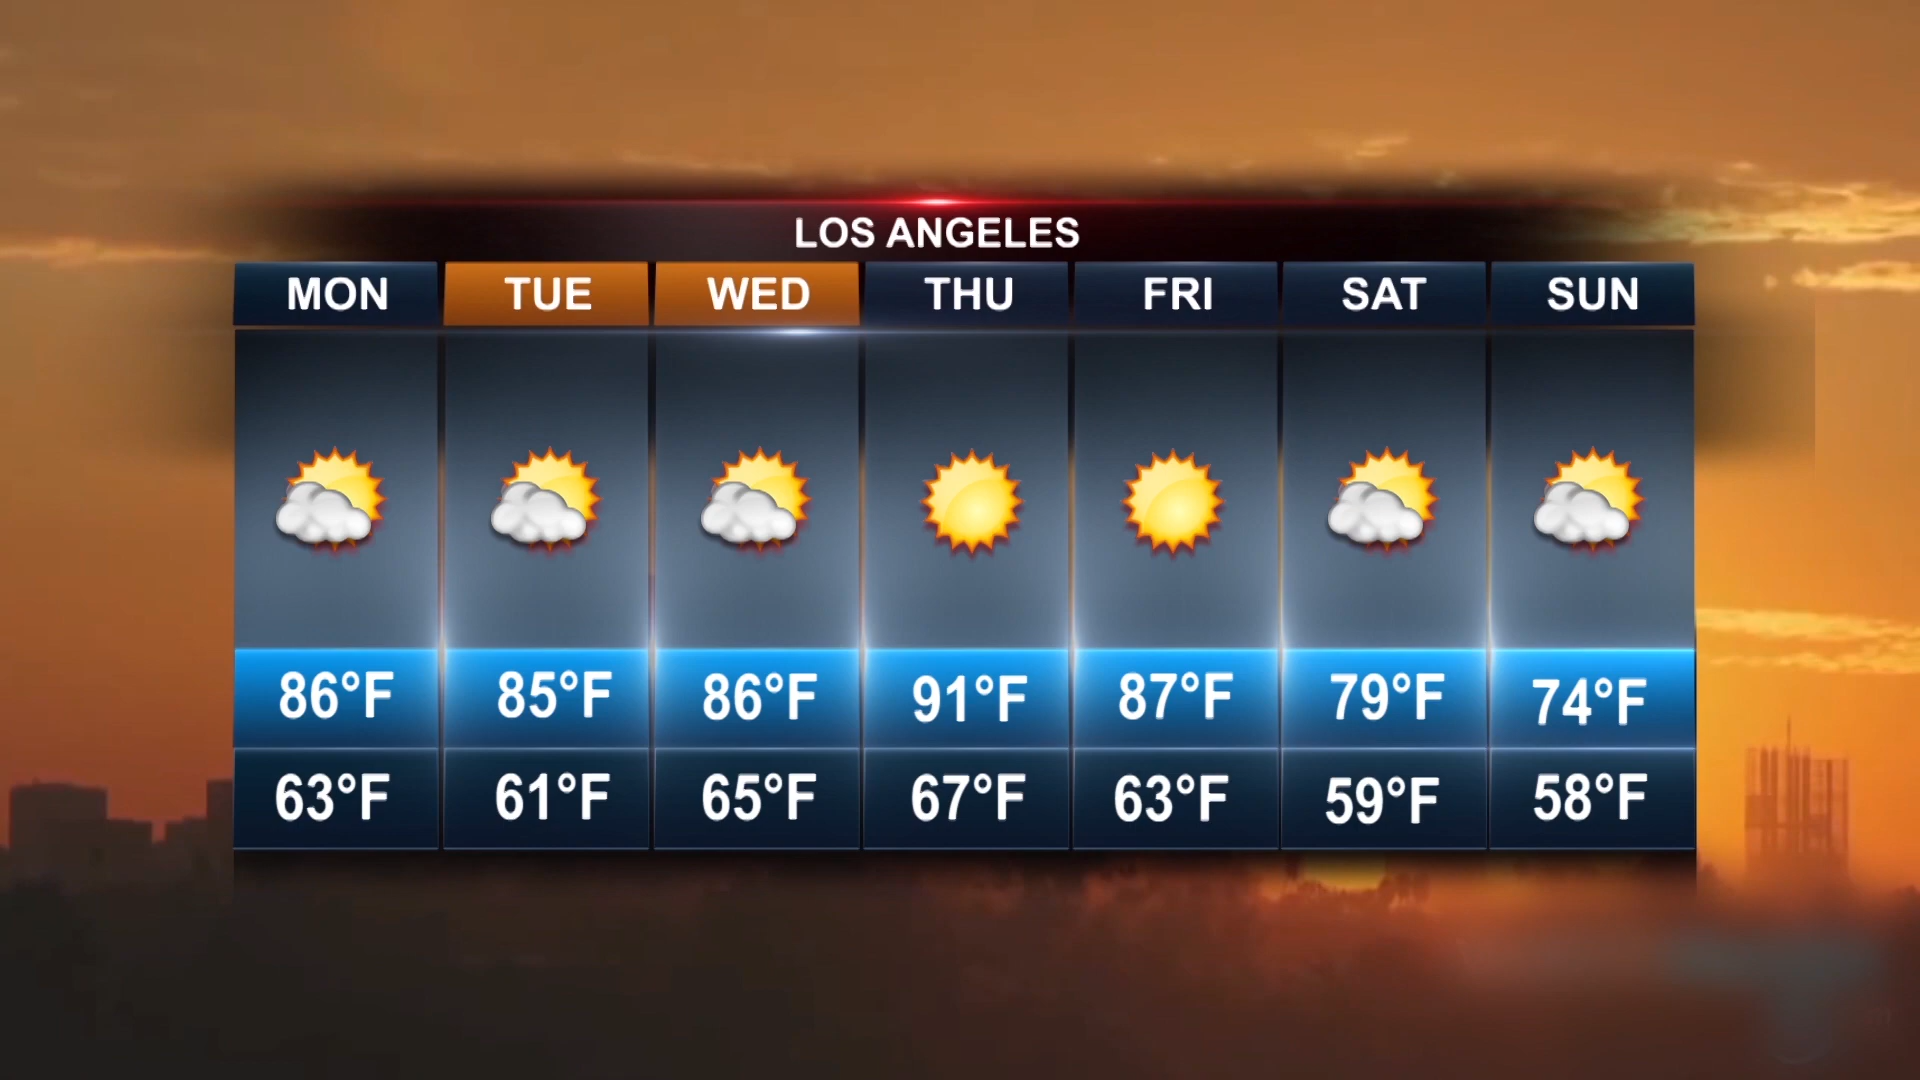 LOS ANGELES
MON TUE WED THU FRI SAT SUN
86°F 85°F 86°F 91°F 87°F 79°F 74°F
63°F 61°F 65°F 67°F 63°F 59°F 58°F